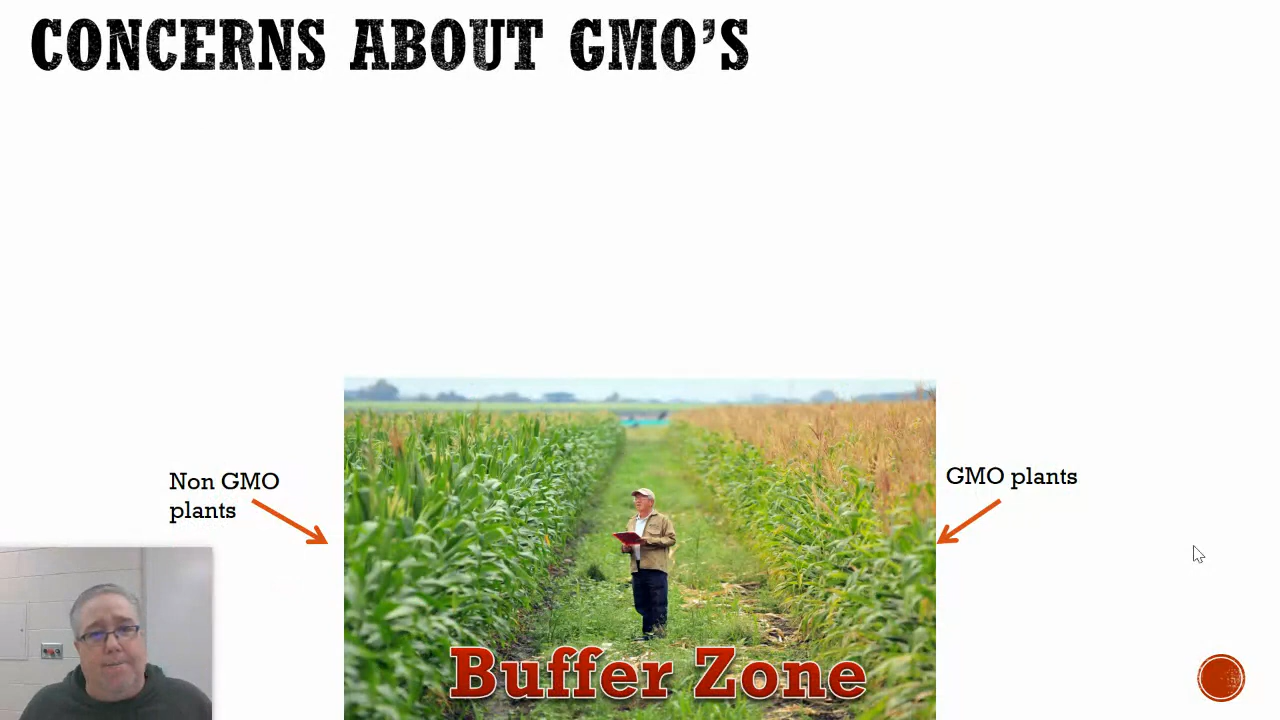 CONCERNS ABOUT GMO'S
Non GMO
plants
GMO plants
Buffer Zone